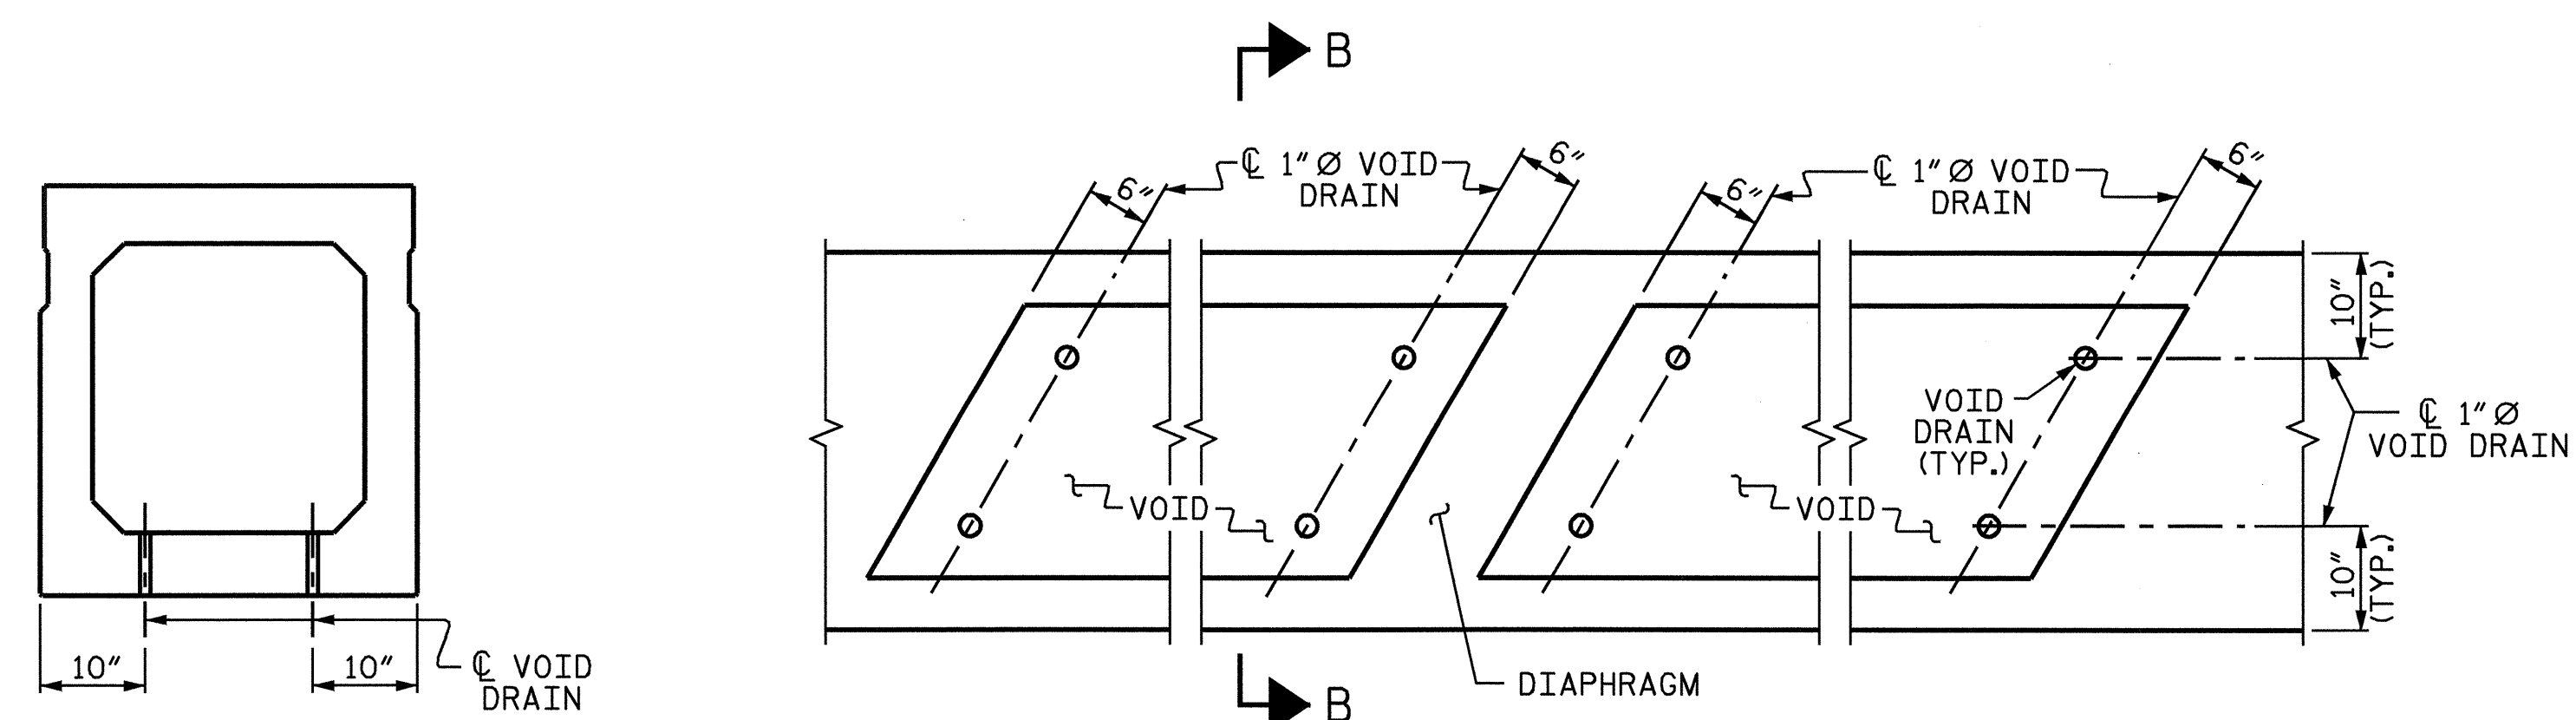 B
6"
℄ 1" Ø VOID
DRAIN
6"
6"
℄ 1" Ø VOID
DRAIN
6"
10"
(TYP.)
VOID
DRAIN
(TYP.)
℄ 1" Ø
VOID DRAIN
VOID
VOID
10"
(TYP.)
10"
10"
℄ VOID
DRAIN
DIAPHRAGM
B